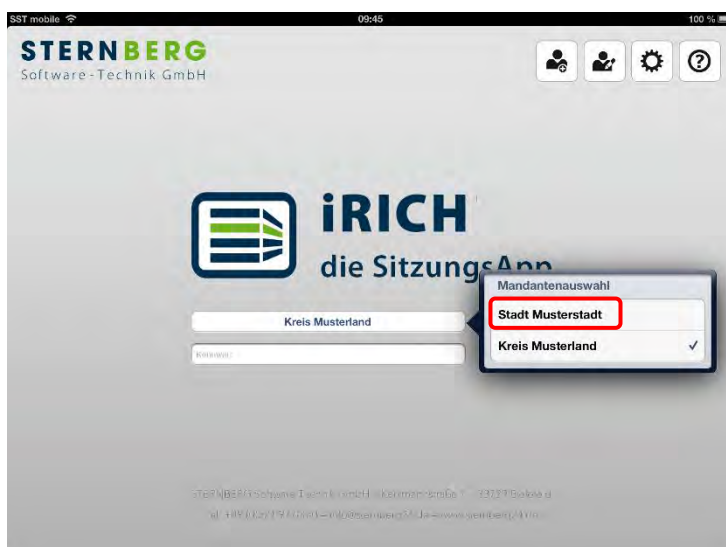 SST mobile
09:45
100 %
STERNBERG
Software-Technik GmbH
iRICH
die SitzungsApp
Mandantenauswahl
Stadt Musterstadt
Kreis Musterland
Kreis Musterland
Kennwort